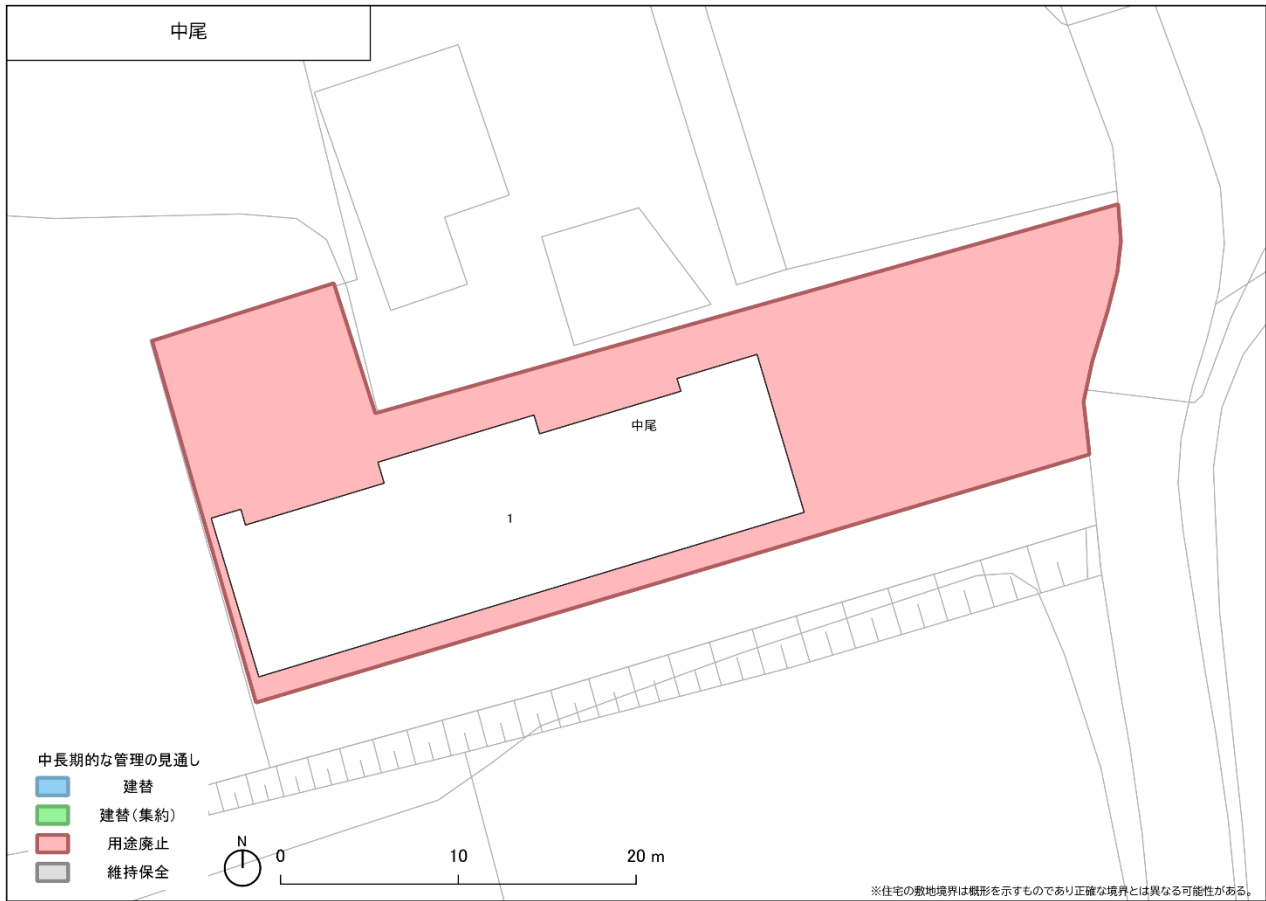 中尾
中尾
1
中長期的な管理の見通し
建替
建替(集約)
用途廃止
維持保全
N
0 10 20 m
※住宅の敷地境界は概形を示すものであり正確な境界とは異なる可能性がある。